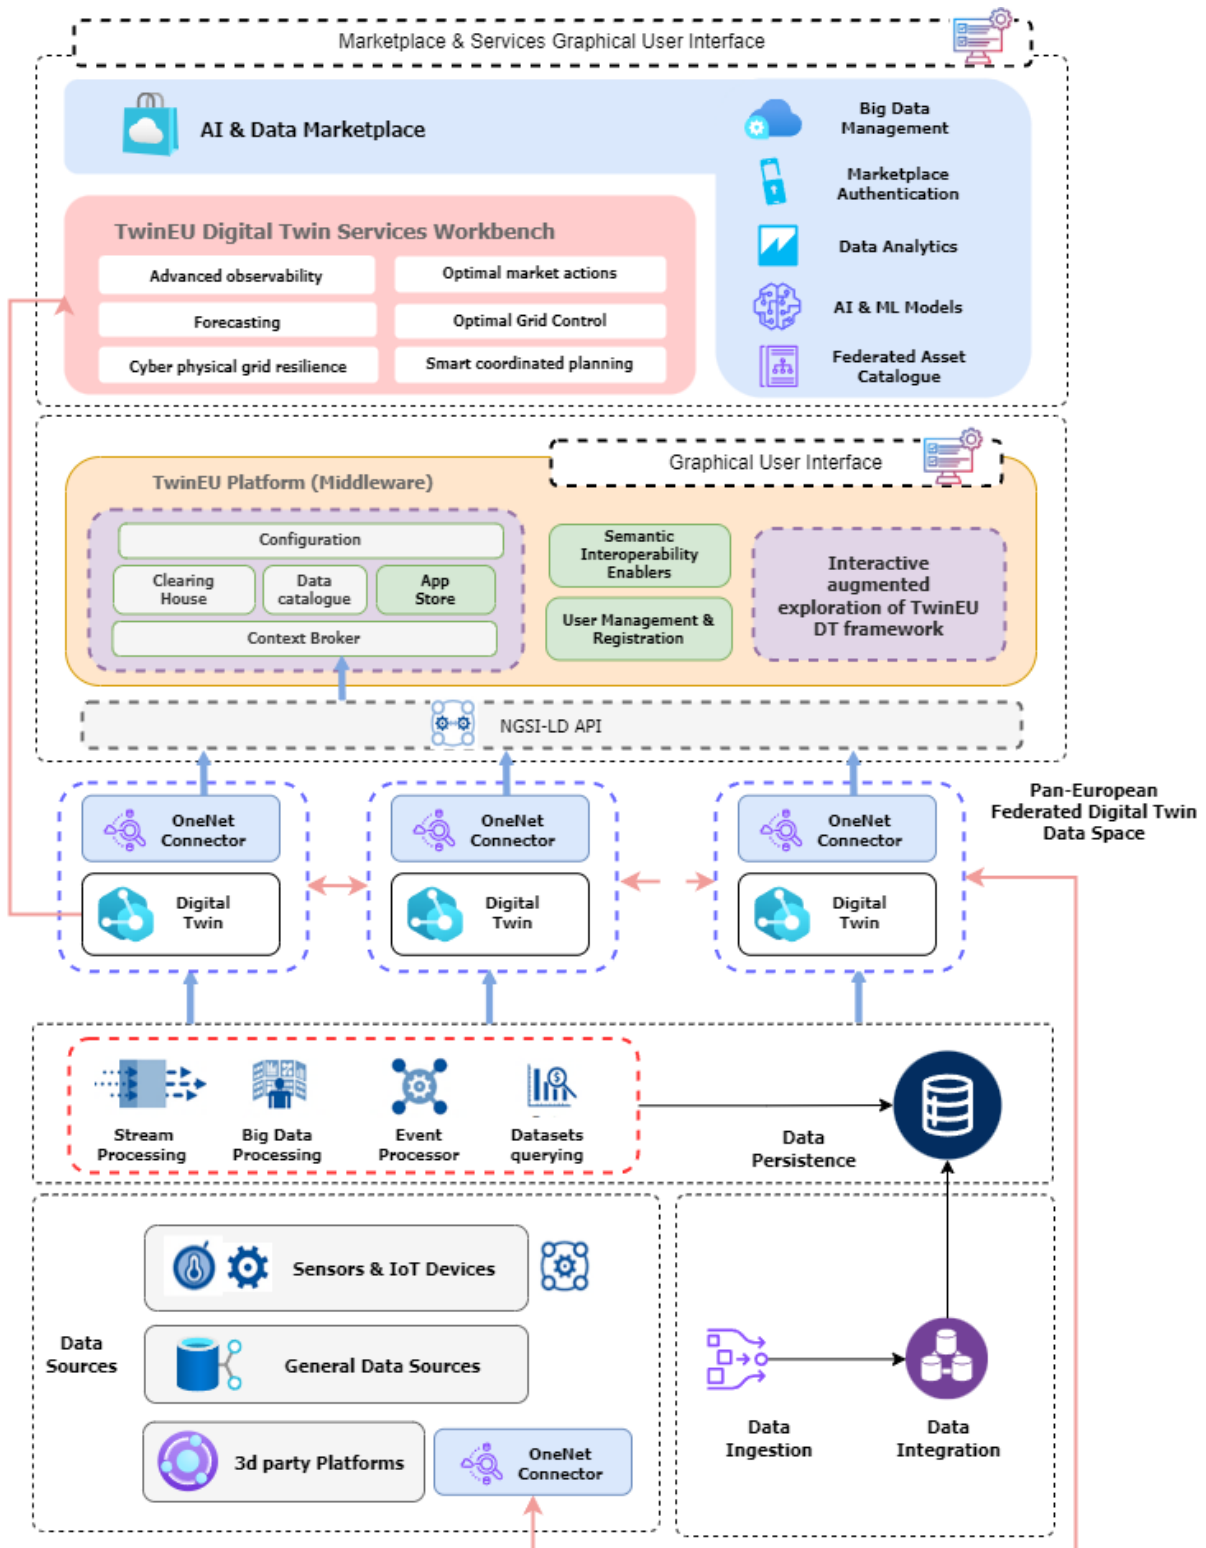 Marketplace & Services Graphical User Interface
AI & Data Marketplace
Big Data
Management
Marketplace
Authentication
Data Analytics
AI & ML Models
Federated Asset
Catalogue
TwinEU Digital Twin Services Workbench
Advanced observability
Optimal market actions
Forecasting
Optimal Grid Control
Cyber physical grid resilience
Smart coordinated planning
Graphical User Interface
TwinEU Platform (Middleware)
Configuration
Clearing
House
Data
catalogue
App
Store
Context Broker
Semantic
Interoperability
Enablers
User Management &
Registration
Interactive
augmented
exploration of TwinEU
DT framework
NGSI-LD API
Pan-European
Federated Digital Twin
Data Space
OneNet
Connector
Digital
Twin
OneNet
Connector
Digital
Twin
OneNet
Connector
Digital
Twin
Stream
Processing
Big Data
Processing
Event
Processor
Datasets
querying
Data
Persistence
Data
Sources
Sensors & IoT Devices
General Data Sources
3d party Platforms
OneNet
Connector
Data
Ingestion
Data
Integration